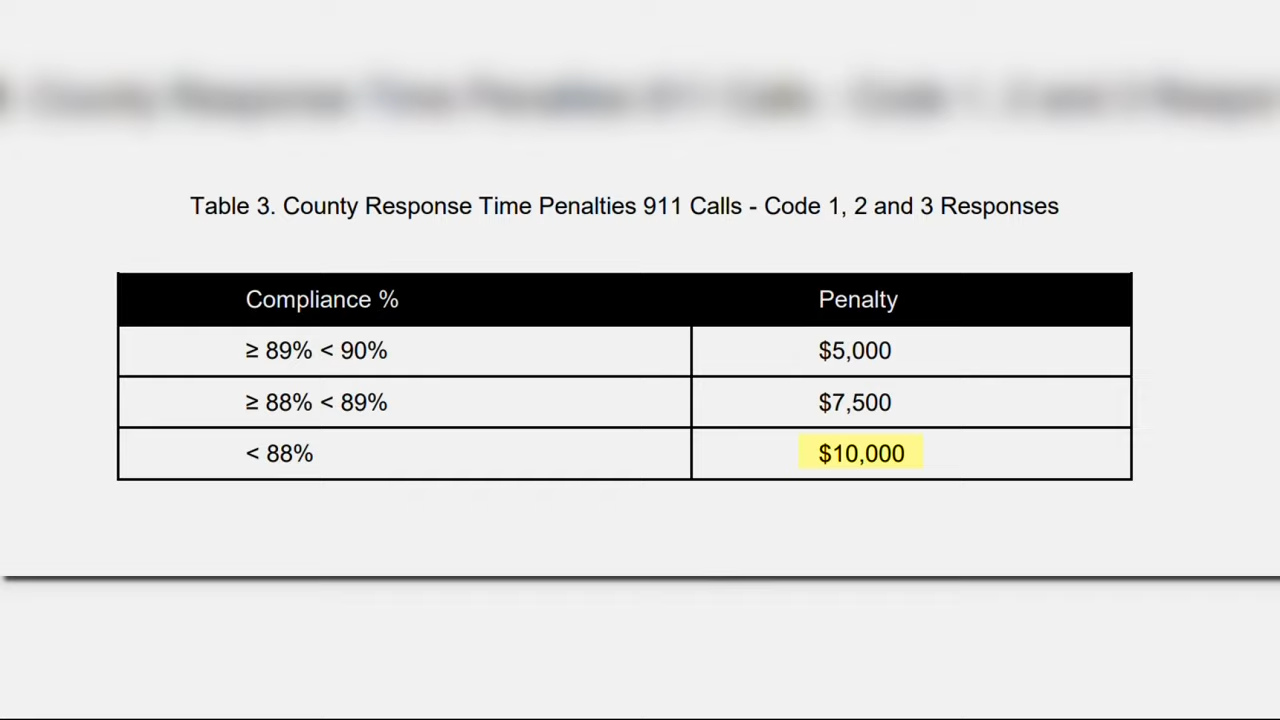 Table 3. County Response Time Penalties 911 Calls - Code 1, 2 and 3 Responses
Compliance % Penalty
≥ 89% < 90% $5,000
≥ 88% < 89% $7,500
< 88% $10,000